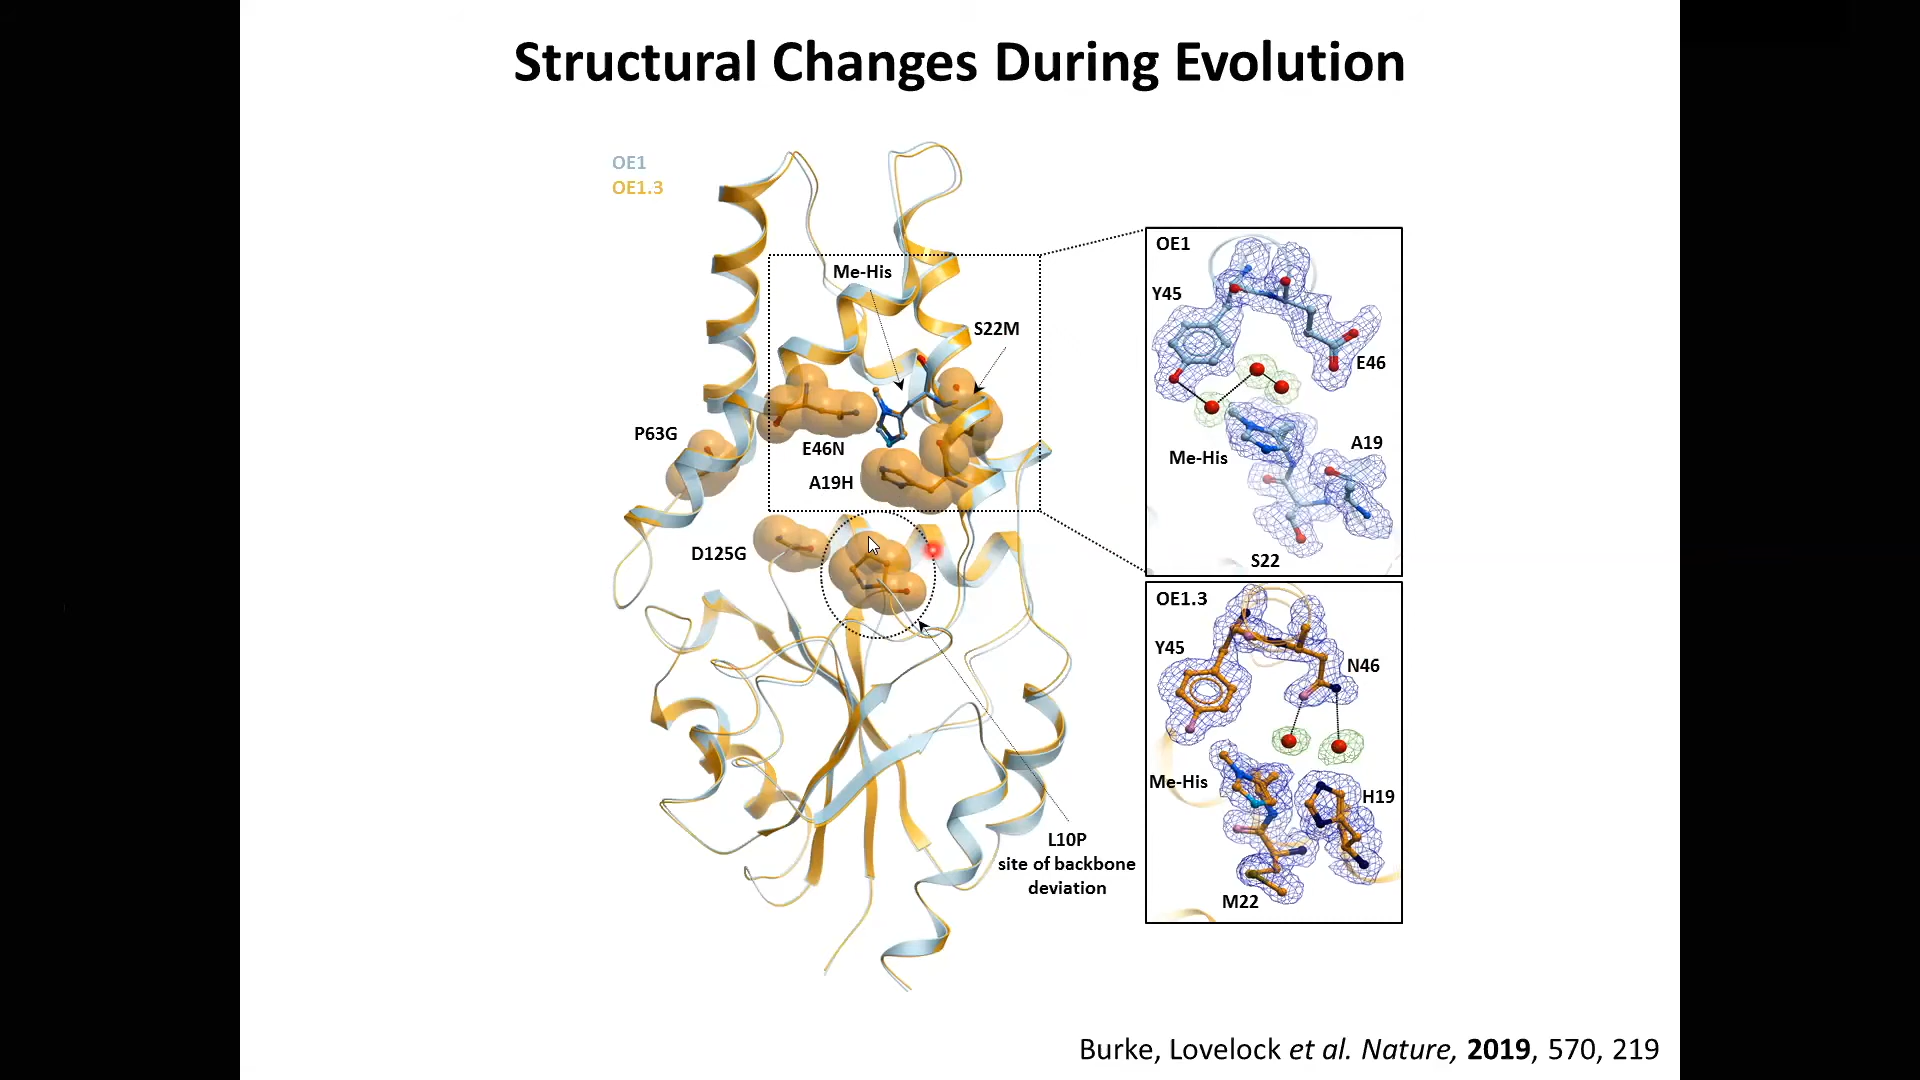 Structural Changes During Evolution
OE1
OE1.3
Me-His
S22M
P63G
E46N
A19H
D125G
L10P
site of backbone
deviation
OE1
Y45
E46
A19
Me-His
S22
OE1.3
Y45
N46
Me-His
H19
M22
Burke, Lovelock et al. Nature, 2019, 570, 219